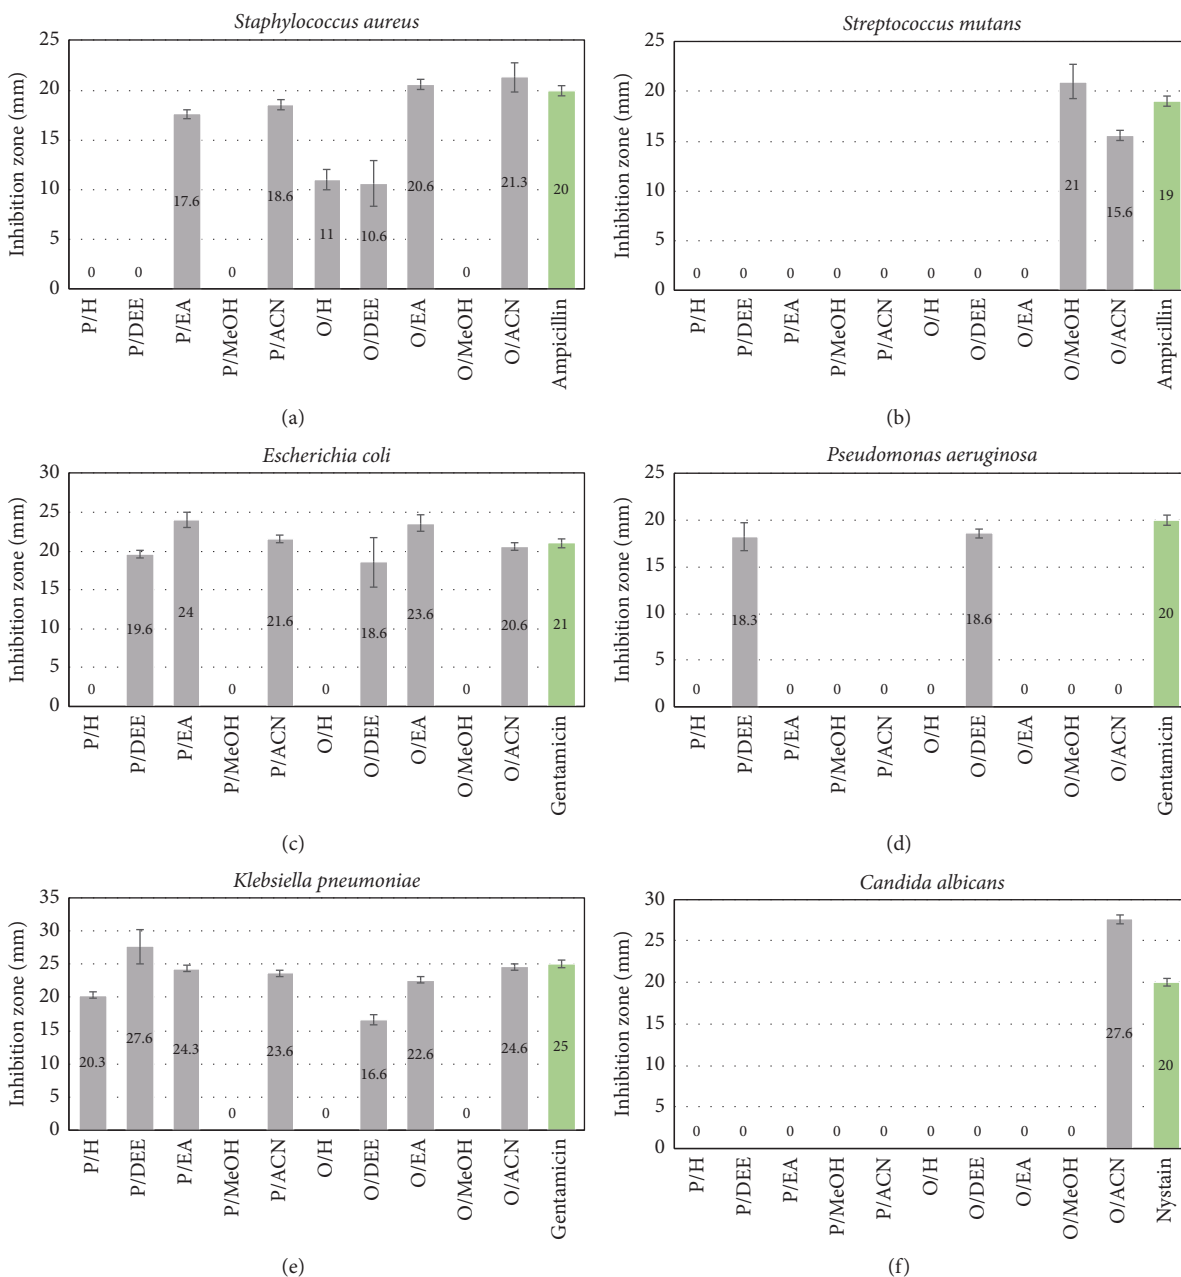 Staphylococcus aureus
Inhibition zone (mm)
25
20
15
10
5
0
0
0
17.6
0
18.6
11
10.6
20.6
0
21.3
20
P/H
P/DEE
P/EA
P/MeOH
P/ACN
O/H
O/DEE
O/EA
O/MeOH
O/ACN
Ampicillin
(a)
Streptococcus mutans
Inhibition zone (mm)
25
20
15
10
5
0
0
0
0
0
0
0
0
0
21
15.6
19
P/H
P/DEE
P/EA
P/MeOH
P/ACN
O/H
O/DEE
O/EA
O/MeOH
O/ACN
Ampicillin
(b)
Escherichia coli
Inhibition zone (mm)
30
25
20
15
10
5
0
0
19.6
24
0
21.6
0
18.6
23.6
0
20.6
21
P/H
P/DEE
P/EA
P/MeOH
P/ACN
O/H
O/DEE
O/EA
O/MeOH
O/ACN
Gentamicin
(c)
Pseudomonas aeruginosa
Inhibition zone (mm)
25
20
15
10
5
0
0
18.3
0
0
0
0
18.6
0
0
0
20
P/H
P/DEE
P/EA
P/MeOH
P/ACN
O/H
O/DEE
O/EA
O/MeOH
O/ACN
Gentamicin
(d)
Klebsiella pneumoniae
Inhibition zone (mm)
35
30
25
20
15
10
5
0
20.3
27.6
24.3
0
23.6
0
16.6
22.6
0
24.6
25
P/H
P/DEE
P/EA
P/MeOH
P/ACN
O/H
O/DEE
O/EA
O/MeOH
O/ACN
Gentamicin
(e)
Candida albicans
Inhibition zone (mm)
30
25
20
15
10
5
0
0
0
0
0
0
0
0
0
0
27.6
20
P/H
P/DEE
P/EA
P/MeOH
P/ACN
O/H
O/DEE
O/EA
O/MeOH
O/ACN
Nystain
(f)